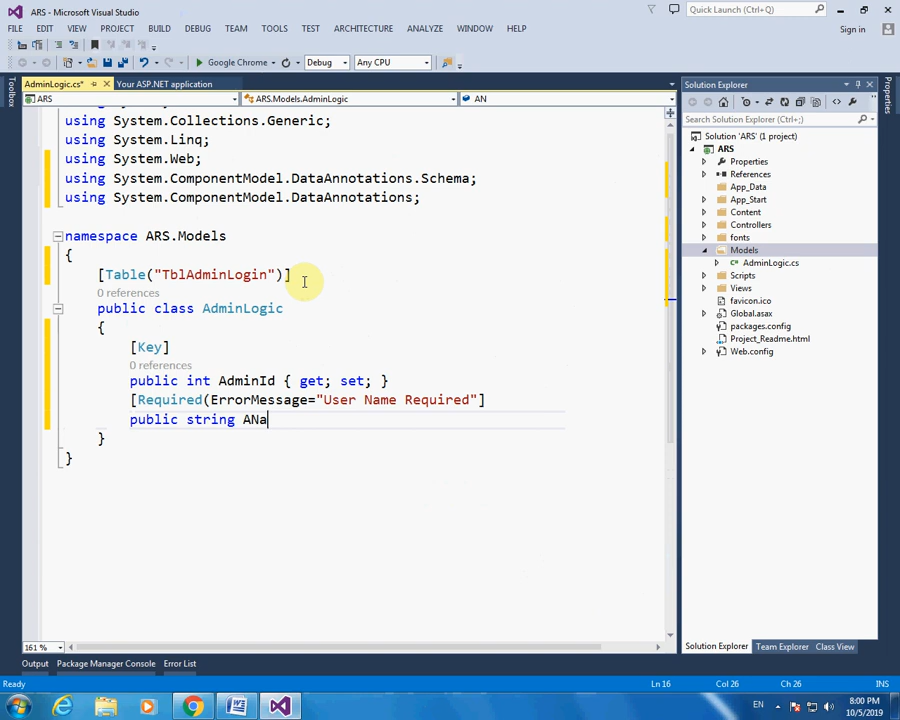 ARS - Microsoft Visual Studio
Quick Launch (Ctrl+;)
FILE EDIT VIEW PROJECT BUILD DEBUG TEAM TOOLS TEST ARCHITECTURE ANALYZE WINDOW HELP
Sign in
Google Chrome Debug Any CPU
Toolbox
AdminLogic.cs* Your ASP.NET application
ARS ARS.Models.AdminLogic AN
using System.Collections.Generic;
using System.Linq;
using System.Web;
using System.ComponentModel.DataAnnotations.Schema;
using System.ComponentModel.DataAnnotations;
namespace ARS.Models
{
[Table("TblAdminLogin")]
0 references
public class AdminLogic
{
[Key]
0 references
public int AdminId { get; set; }
[Required(ErrorMessage="User Name Required"]
public string ANa
}
}
161 %
Solution Explorer
Search Solution Explorer (Ctrl+;)
Solution 'ARS' (1 project)
ARS
Properties
References
App_Data
App_Start
Content
Controllers
fonts
Models
AdminLogic.cs
Scripts
Views
favicon.ico
Global.asax
packages.config
Project_Readme.html
Web.config
Solution Explorer Team Explorer Class View
Properties
Output Package Manager Console Error List
Ready Ln 16 Col 26 Ch 26 INS
EN
8:00 PM
10/5/2019